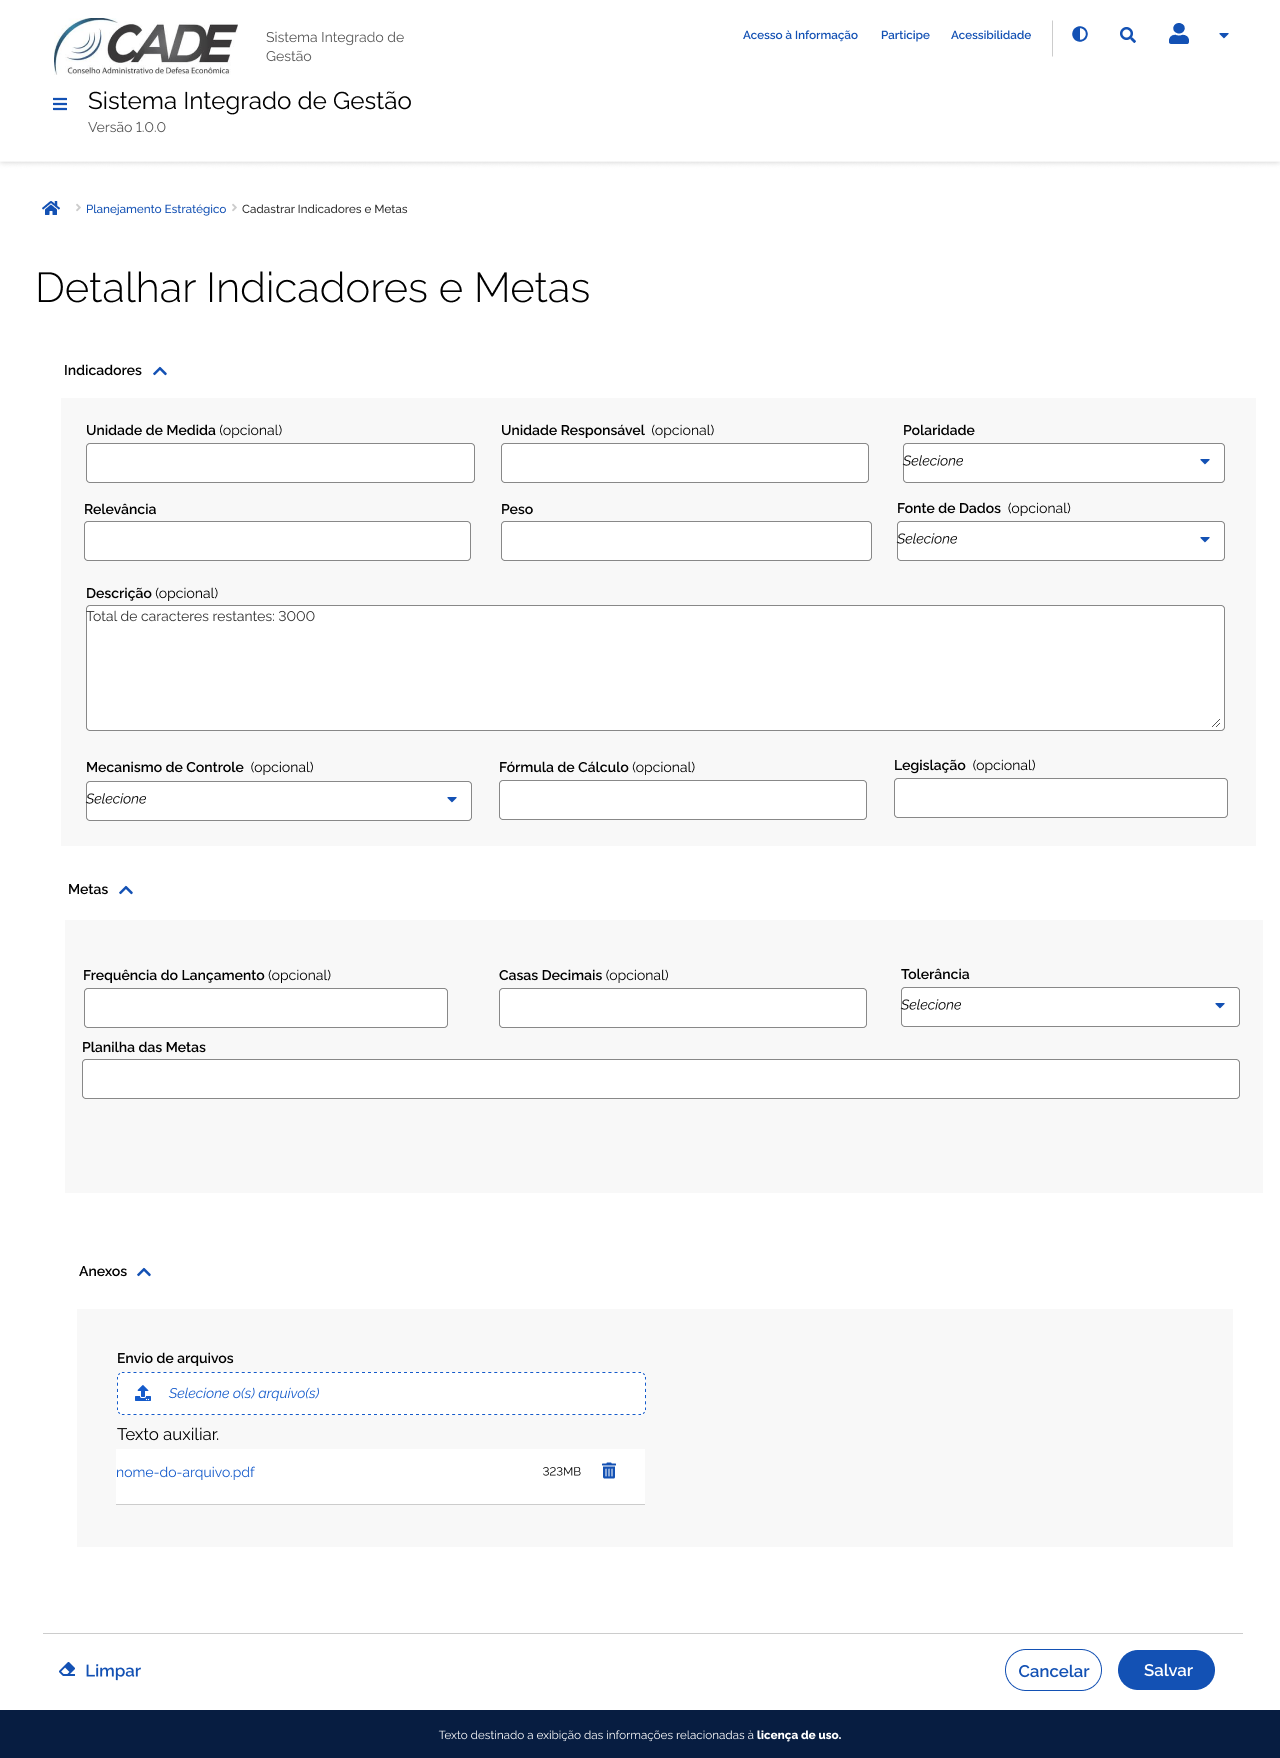 CADE
Conselho Administrativo de Defesa Econômica
Sistema Integrado de
Gestão
Acesso à Informação
Participe
Acessibilidade
Sistema Integrado de Gestão
Versão 1.0.0
Planejamento Estratégico
Cadastrar Indicadores e Metas
Detalhar Indicadores e Metas
Indicadores
Unidade de Medida (opcional)
Unidade Responsável (opcional)
Polaridade
Selecione
Relevância
Peso
Fonte de Dados (opcional)
Selecione
Descrição (opcional)
Total de caracteres restantes: 3000
Mecanismo de Controle (opcional)
Fórmula de Cálculo (opcional)
Legislação (opcional)
Selecione
Metas
Frequência do Lançamento (opcional)
Casas Decimais (opcional)
Tolerância
Selecione
Planilha das Metas
Anexos
Envio de arquivos
Selecione o(s) arquivo(s)
Texto auxiliar.
nome-do-arquivo.pdf
323MB
Limpar
Cancelar
Salvar
Texto destinado a exibição das informações relacionadas à licença de uso.